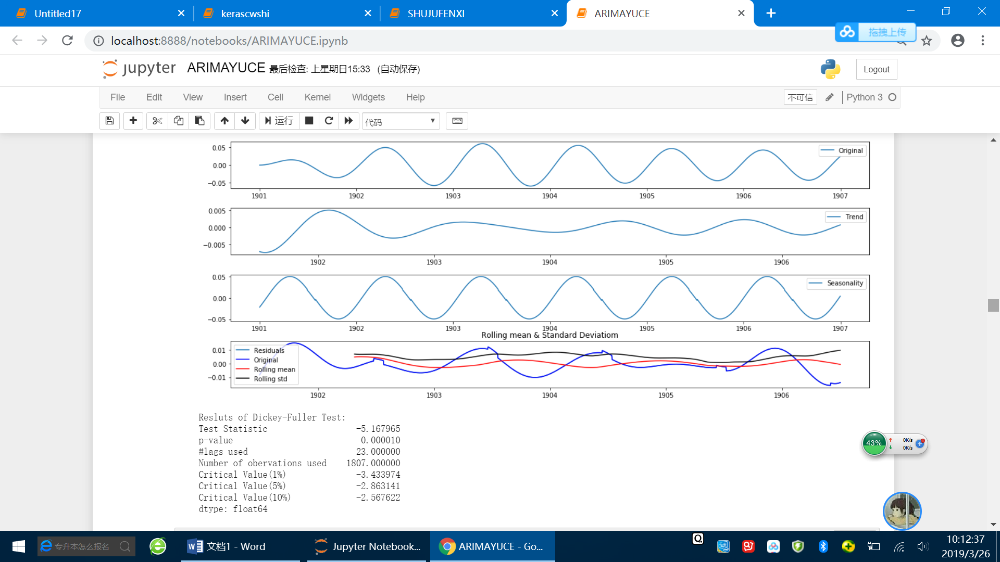 Untitled17
kerascwshi
SHUJUFENXI
ARIMAYUCE
localhost:8888/notebooks/ARIMAYUCE.ipynb
拖拽上传
jupyter ARIMAYUCE 最后检查: 上星期日15:33 (自动保存)
Logout
File Edit View Insert Cell Kernel Widgets Help
不可信
Python 3
运行
代码
0.05
0.00
−0.05
Original
1901 1902 1903 1904 1905 1906 1907
0.005
0.000
−0.005
Trend
1902 1903 1904 1905 1906
0.05
0.00
−0.05
Seasonality
1901 1902 1903 1904 1905 1906 1907
Rolling mean & Standard Deviatiom
0.01
0.00
−0.01
Residuals
Original
Rolling mean
Rolling std
1902 1903 1904 1905 1906
Resluts of Dickey-Fuller Test:
Test Statistic -5.167965
p-value 0.000010
#lags used 23.000000
Number of obervations used 1807.000000
Critical Value(1%) -3.433974
Critical Value(5%) -2.863141
Critical Value(10%) -2.567622
dtype: float64
43%
0K/s
0K/s
专升本怎么报名
文档1 - Word
Jupyter Notebook...
ARIMAYUCE - Go...
10:12:37
2019/3/26